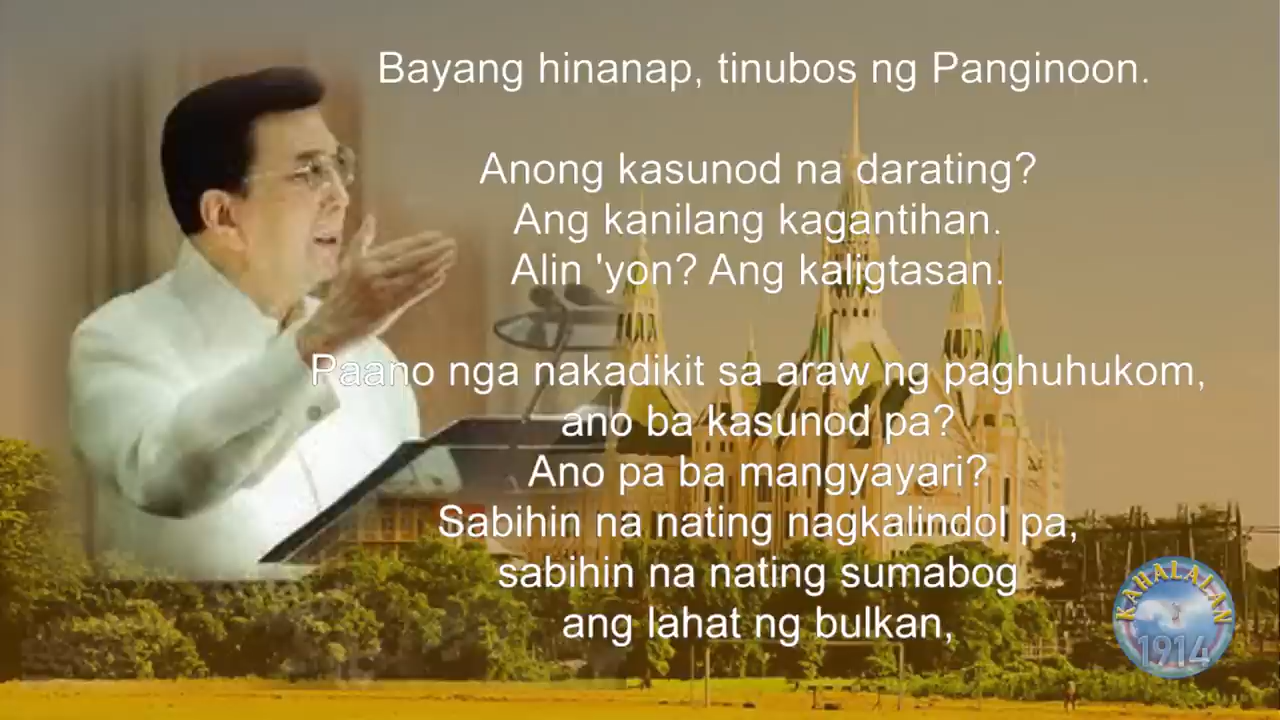 Bayang hinanap, tinubos ng Panginoon.
Anong kasunod na darating?
Ang kanilang kagantihan.
Alin 'yon? Ang kaligtasan.
Paano nga nakadikit sa araw ng paghuhukom,
ano ba kasunod pa?
Ano pa ba mangyayari?
Sabihin na nating nagkalindol pa,
sabihin na nating sumabog
ang lahat ng bulkan,
KAHALALAN
1914